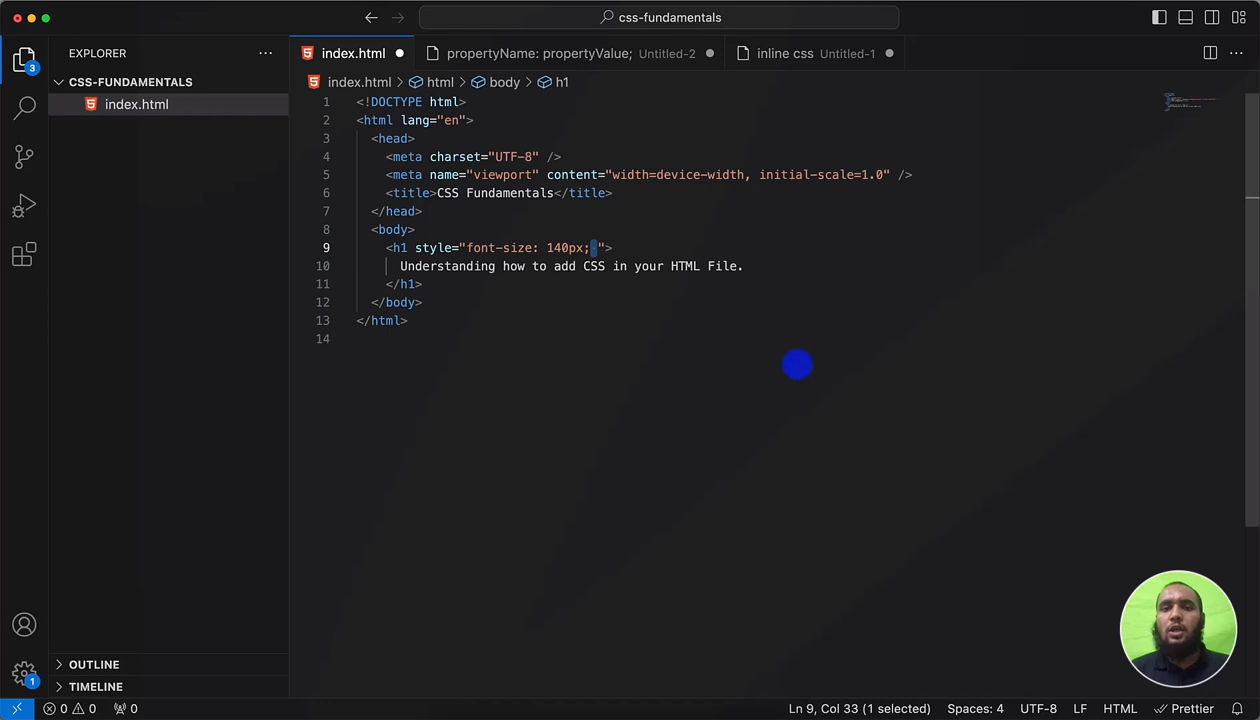 css-fundamentals
EXPLORER
CSS-FUNDAMENTALS
index.html
OUTLINE
TIMELINE
3
1
index.html
propertyName: propertyValue; Untitled-2
inline css Untitled-1
index.html > html > body > h1
1 <!DOCTYPE html>
2 <html lang="en">
3 <head>
4 <meta charset="UTF-8" />
5 <meta name="viewport" content="width=device-width, initial-scale=1.0" />
6 <title>CSS Fundamentals</title>
7 </head>
8 <body>
9 <h1 style="font-size: 140px; ">
10 Understanding how to add CSS in your HTML File.
11 </h1>
12 </body>
13 </html>
14
0 0 0 Ln 9, Col 33 (1 selected) Spaces: 4 UTF-8 LF HTML Prettier